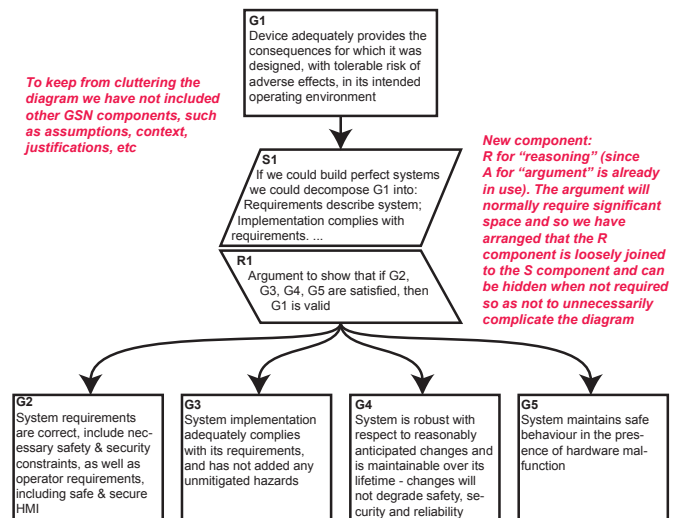 G1
Device adequately provides the
consequences for which it was
designed, with tolerable risk of
adverse effects, in its intended
operating environment
To keep from cluttering the
diagram we have not included
other GSN components, such
as assumptions, context,
justifications, etc
S1
If we could build perfect systems
we could decompose G1 into:
Requirements describe system;
Implementation complies with
requirements. ...
New component:
R for "reasoning" (since
A for "argument" is already
in use). The argument will
normally require significant
space and so we have
arranged that the R
component is loosely joined
to the S component and can
be hidden when not required
so as not to unnecessarily
complicate the diagram
R1
Argument to show that if G2,
G3, G4, G5 are satisfied, then
G1 is valid
G2
System requirements
are correct, include nec-
essary safety & security
constraints, as well as
operator requirements,
including safe & secure
HMI
G3
System implementation
adequately complies
with its requirements,
and has not added any
unmitigated hazards
G4
System is robust with
respect to reasonably
anticipated changes and
is maintainable over its
lifetime - changes will
not degrade safety, se-
curity and reliability
G5
System maintains safe
behaviour in the pres-
ence of hardware mal-
function